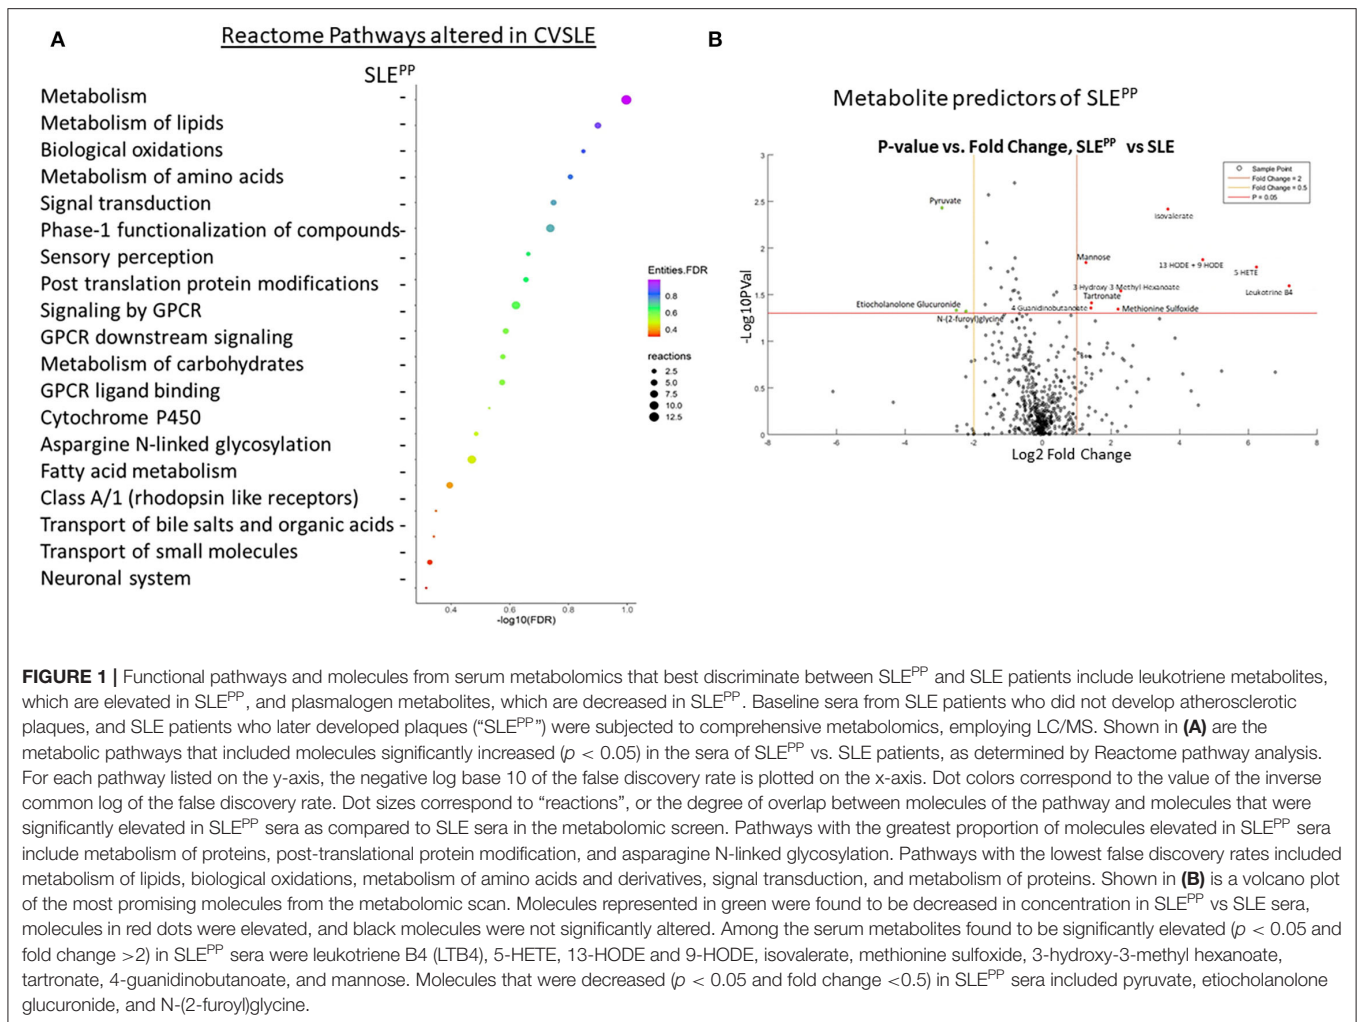 A
Reactome Pathways altered in CVSLE
SLEPP
Metabolism -
Metabolism of lipids -
Biological oxidations -
Metabolism of amino acids -
Signal transduction -
Phase-1 functionalization of compounds-
Sensory perception -
Post translation protein modifications -
Signaling by GPCR -
GPCR downstream signaling -
Metabolism of carbohydrates -
GPCR ligand binding -
Cytochrome P450 -
Aspargine N-linked glycosylation -
Fatty acid metabolism -
Class A/1 (rhodopsin like receptors) -
Transport of bile salts and organic acids -
Transport of small molecules -
Neuronal system -
0.4 0.6 0.8 1.0
-log10(FDR)
Entities.FDR
0.8
0.6
0.4
reactions
2.5
5.0
7.5
10.0
12.5
B
Metabolite predictors of SLEPP
P-value vs. Fold Change, SLEPP vs SLE
Sample Point
Fold Change = 2
Fold Change = 0.5
P = 0.05
3
2.5
2
1.5
1
0.5
0
-Log10PVal
Pyruvate
Isovalerate
Mannose
13 HODE + 9 HODE
5 HETE
3 Hydroxy-3 Methyl Hexanoate
Leukotrine B4
Tartronate
Etiocholanolone Glucuronide
4 Guanidinobutanoate
Methionine Sulfoxide
N-(2-furoyl)glycine
-8 -6 -4 -2 0 2 4 6 8
Log2 Fold Change
FIGURE 1 | Functional pathways and molecules from serum metabolomics that best discriminate between SLEPP and SLE patients include leukotriene metabolites,
which are elevated in SLEPP, and plasmalogen metabolites, which are decreased in SLEPP. Baseline sera from SLE patients who did not develop atherosclerotic
plaques, and SLE patients who later developed plaques (“SLEPP”) were subjected to comprehensive metabolomics, employing LC/MS. Shown in (A) are the
metabolic pathways that included molecules significantly increased (p < 0.05) in the sera of SLEPP vs. SLE patients, as determined by Reactome pathway analysis.
For each pathway listed on the y-axis, the negative log base 10 of the false discovery rate is plotted on the x-axis. Dot colors correspond to the value of the inverse
common log of the false discovery rate. Dot sizes correspond to “reactions”, or the degree of overlap between molecules of the pathway and molecules that were
significantly elevated in SLEPP sera as compared to SLE sera in the metabolomic screen. Pathways with the greatest proportion of molecules elevated in SLEPP sera
include metabolism of proteins, post-translational protein modification, and asparagine N-linked glycosylation. Pathways with the lowest false discovery rates included
metabolism of lipids, biological oxidations, metabolism of amino acids and derivatives, signal transduction, and metabolism of proteins. Shown in (B) is a volcano plot
of the most promising molecules from the metabolomic scan. Molecules represented in green were found to be decreased in concentration in SLEPP vs SLE sera,
molecules in red dots were elevated, and black molecules were not significantly altered. Among the serum metabolites found to be significantly elevated (p < 0.05 and
fold change >2) in SLEPP sera were leukotriene B4 (LTB4), 5-HETE, 13-HODE and 9-HODE, isovalerate, methionine sulfoxide, 3-hydroxy-3-methyl hexanoate,
tartronate, 4-guanidinobutanoate, and mannose. Molecules that were decreased (p < 0.05 and fold change <0.5) in SLEPP sera included pyruvate, etiocholanolone
glucuronide, and N-(2-furoyl)glycine.